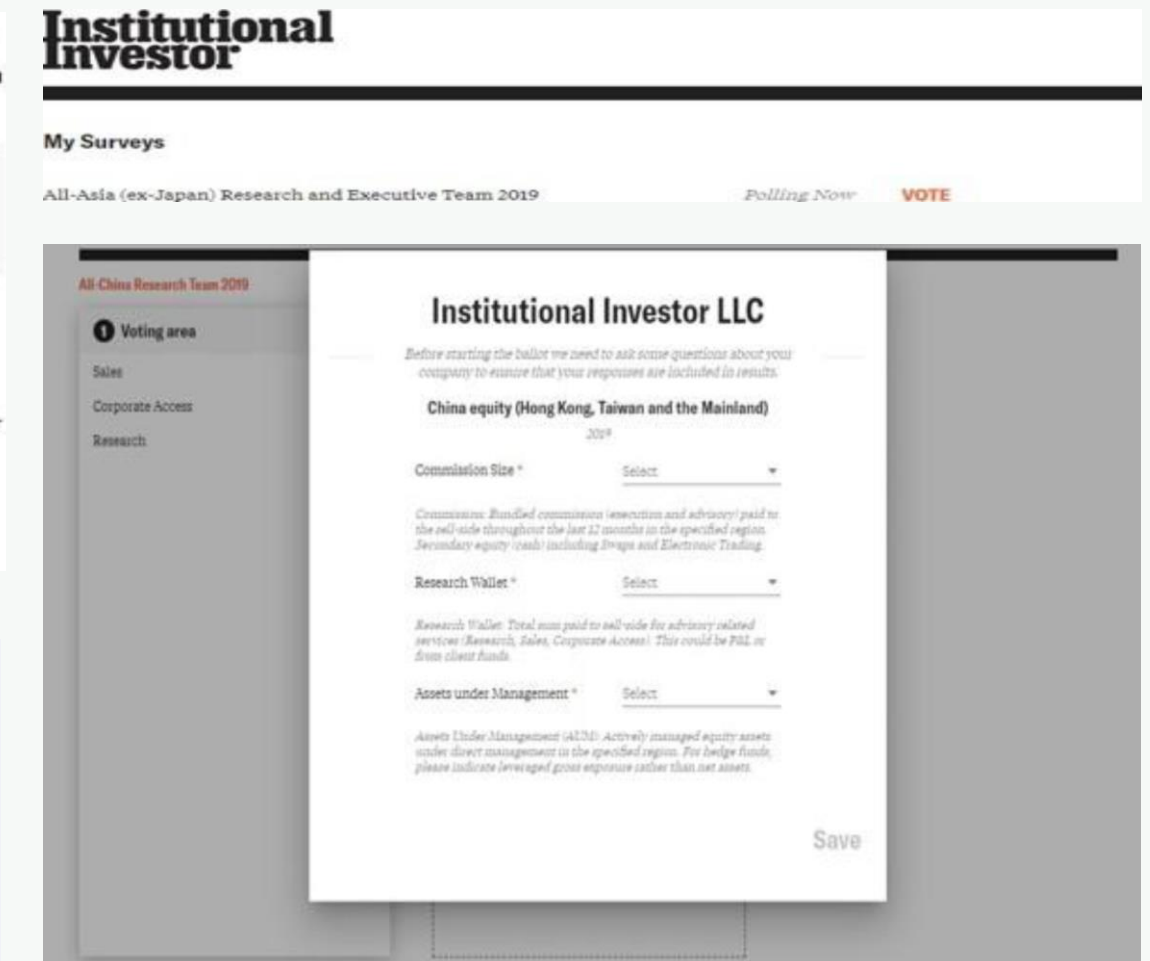 Institutional
Investor
My Surveys
All-Asia (ex-Japan) Research and Executive Team 2019 Polling Now VOTE
All-China Research Team 2019
1 Voting area
Sales
Corporate Access
Research
Institutional Investor LLC
Before starting the ballot we need to ask some questions about your
company to ensure that your responses are included in results.
China equity (Hong Kong, Taiwan and the Mainland)
2019
Commission Size * Select
Commission: Bundled commission (execution and advisory) paid to
the sell-side throughout the last 12 months in the specified region.
Secondary equity (cash) including Swaps and Electronic Trading.
Research Wallet * Select
Research Wallet: Total sum paid to sell-side for advisory related
services (Research, Sales, Corporate Access). This could be P&L or
from client funds.
Assets under Management * Select
Assets Under Management (AUM): Actively managed equity assets
under direct management in the specified region. For hedge funds,
please indicate leveraged gross exposure rather than net assets.
Save